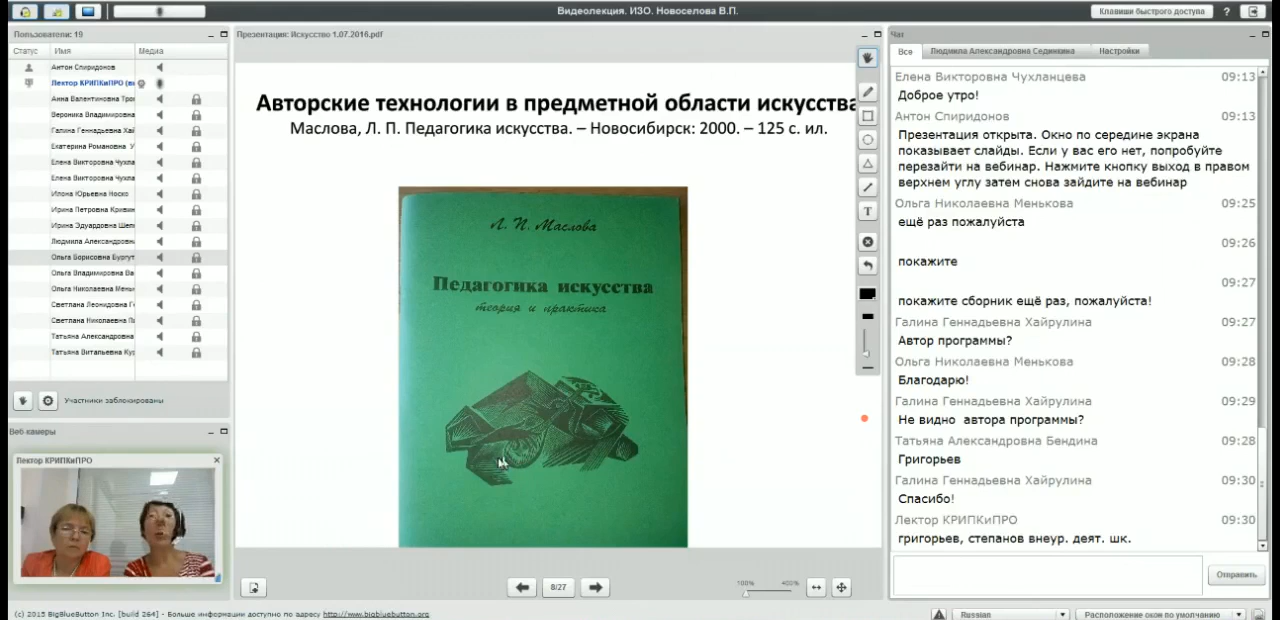 Видеолекция. ИЗО. Новоселова В.П.
Клавиши быстрого доступа
?
Пользователи: 19
Статус
Имя
Медиа
Антон Спиридонов
Лектор КРИПКиПРО (вы
Анна Валентиновна Тро
Вероника Владимировна
Галина Геннадьевна Хай
Екатерина Романовна У
Елена Викторовна Чухла
Елена Викторовна Чухла
Илона Юрьевна Носко
Ирина Петровна Кривин
Ирина Эдуардовна Шеп
Людмила Александровн
Ольга Борисовна Бургут
Ольга Владимировна Ва
Ольга Николаевна Мень
Светлана Леонидовна Г
Светлана Николаевна Па
Татьяна Александровна
Татьяна Витальевна Кур
Участники заблокированы
Веб-камеры
Лектор КРИПКиПРО
Презентация: Искусство 1.07.2016.pdf
Авторские технологии в предметной области искусства
Маслова, Л. П. Педагогика искусства. – Новосибирск: 2000. – 125 с. ил.
Л. П. Маслова
Педагогика искусства
теория и практика
T
8/27
100%
400%
Чат
Все
Людмила Александровна Сединкина
Настройки
Елена Викторовна Чухланцева 09:13
Доброе утро!
Антон Спиридонов 09:13
Презентация открыта. Окно по середине экрана
показывает слайды. Если у вас его нет, попробуйте
перезайти на вебинар. Нажмите кнопку выход в правом
верхнем углу затем снова зайдите на вебинар
Ольга Николаевна Менькова 09:25
ещё раз пожалуйста
09:26
покажите
09:27
покажите сборник ещё раз, пожалуйста!
Галина Геннадьевна Хайрулина 09:27
Автор программы?
Ольга Николаевна Менькова 09:28
Благодарю!
Галина Геннадьевна Хайрулина 09:29
Не видно автора программы?
Татьяна Александровна Бендина 09:28
Григорьев
Галина Геннадьевна Хайрулина 09:30
Спасибо!
Лектор КРИПКиПРО 09:30
григорьев, степанов внеур. деят. шк.
Отправить
(c) 2015 BigBlueButton Inc. [build 264] - Больше информации доступно по адресу http://www.bigbluebutton.org
Russian
Расположение окон по умолчанию